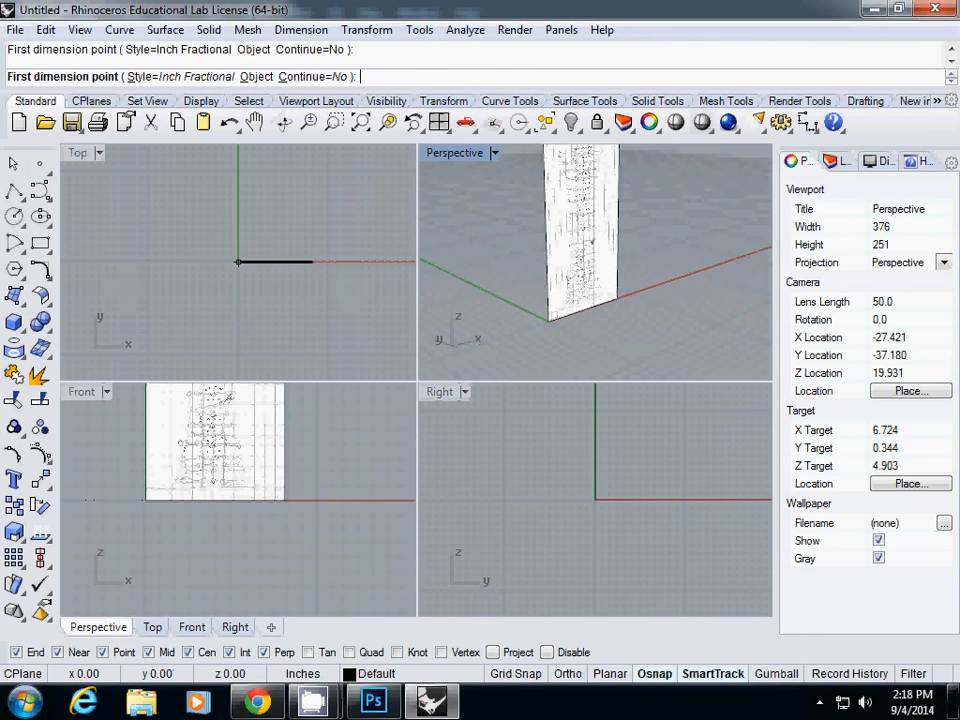 Untitled - Rhinoceros Educational Lab License (64-bit)
File Edit View Curve Surface Solid Mesh Dimension Transform Tools Analyze Render Panels Help
First dimension point ( Style=Inch Fractional Object Continue=No ):
First dimension point ( Style=Inch Fractional Object Continue=No ):
Standard CPlanes Set View Display Select Viewport Layout Visibility Transform Curve Tools Surface Tools Solid Tools Mesh Tools Render Tools Drafting New in »
Top
Perspective
P... L... Di... H...
Viewport
Title Perspective
Width 376
Height 251
Projection Perspective
Camera
Lens Length 50.0
Rotation 0.0
X Location -27.421
Y Location -37.180
Z Location 19.931
Location Place...
Target
X Target 6.724
Y Target 0.344
Z Target 4.903
Location Place...
Wallpaper
Filename (none) ...
Show
Gray
y
x
z
y
x
Front
Right
z
x
z
y
Perspective Top Front Right
End Near Point Mid Cen Int Perp Tan Quad Knot Vertex Project Disable
CPlane x 0.00 y 0.00 z 0.00 Inches Default Grid Snap Ortho Planar Osnap SmartTrack Gumball Record History Filter
Ps
2:18 PM
9/4/2014